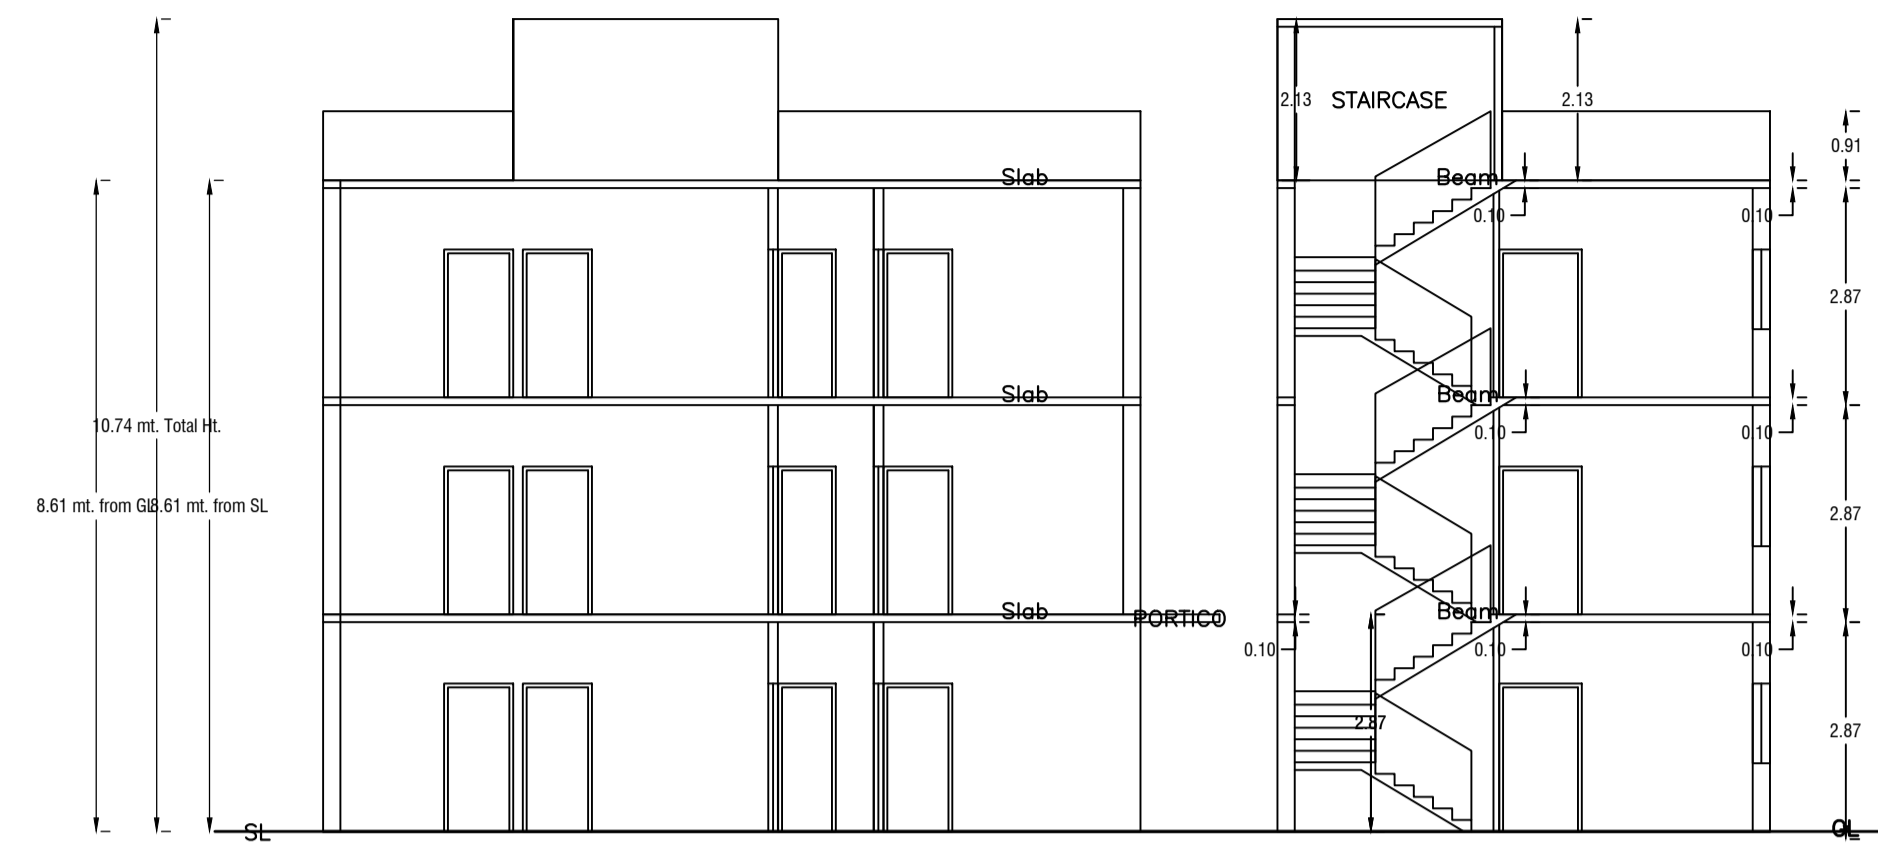 2.13
STAIRCASE
2.13
0.91
Slab
Beam
0.10
0.10
2.87
Slab
Beam
10.74 mt. Total Ht.
0.10
0.10
8.61 mt. from GL
8.61 mt. from SL
2.87
Slab
PORTICO
Beam
0.10
0.10
0.10
2.87
2.87
SL